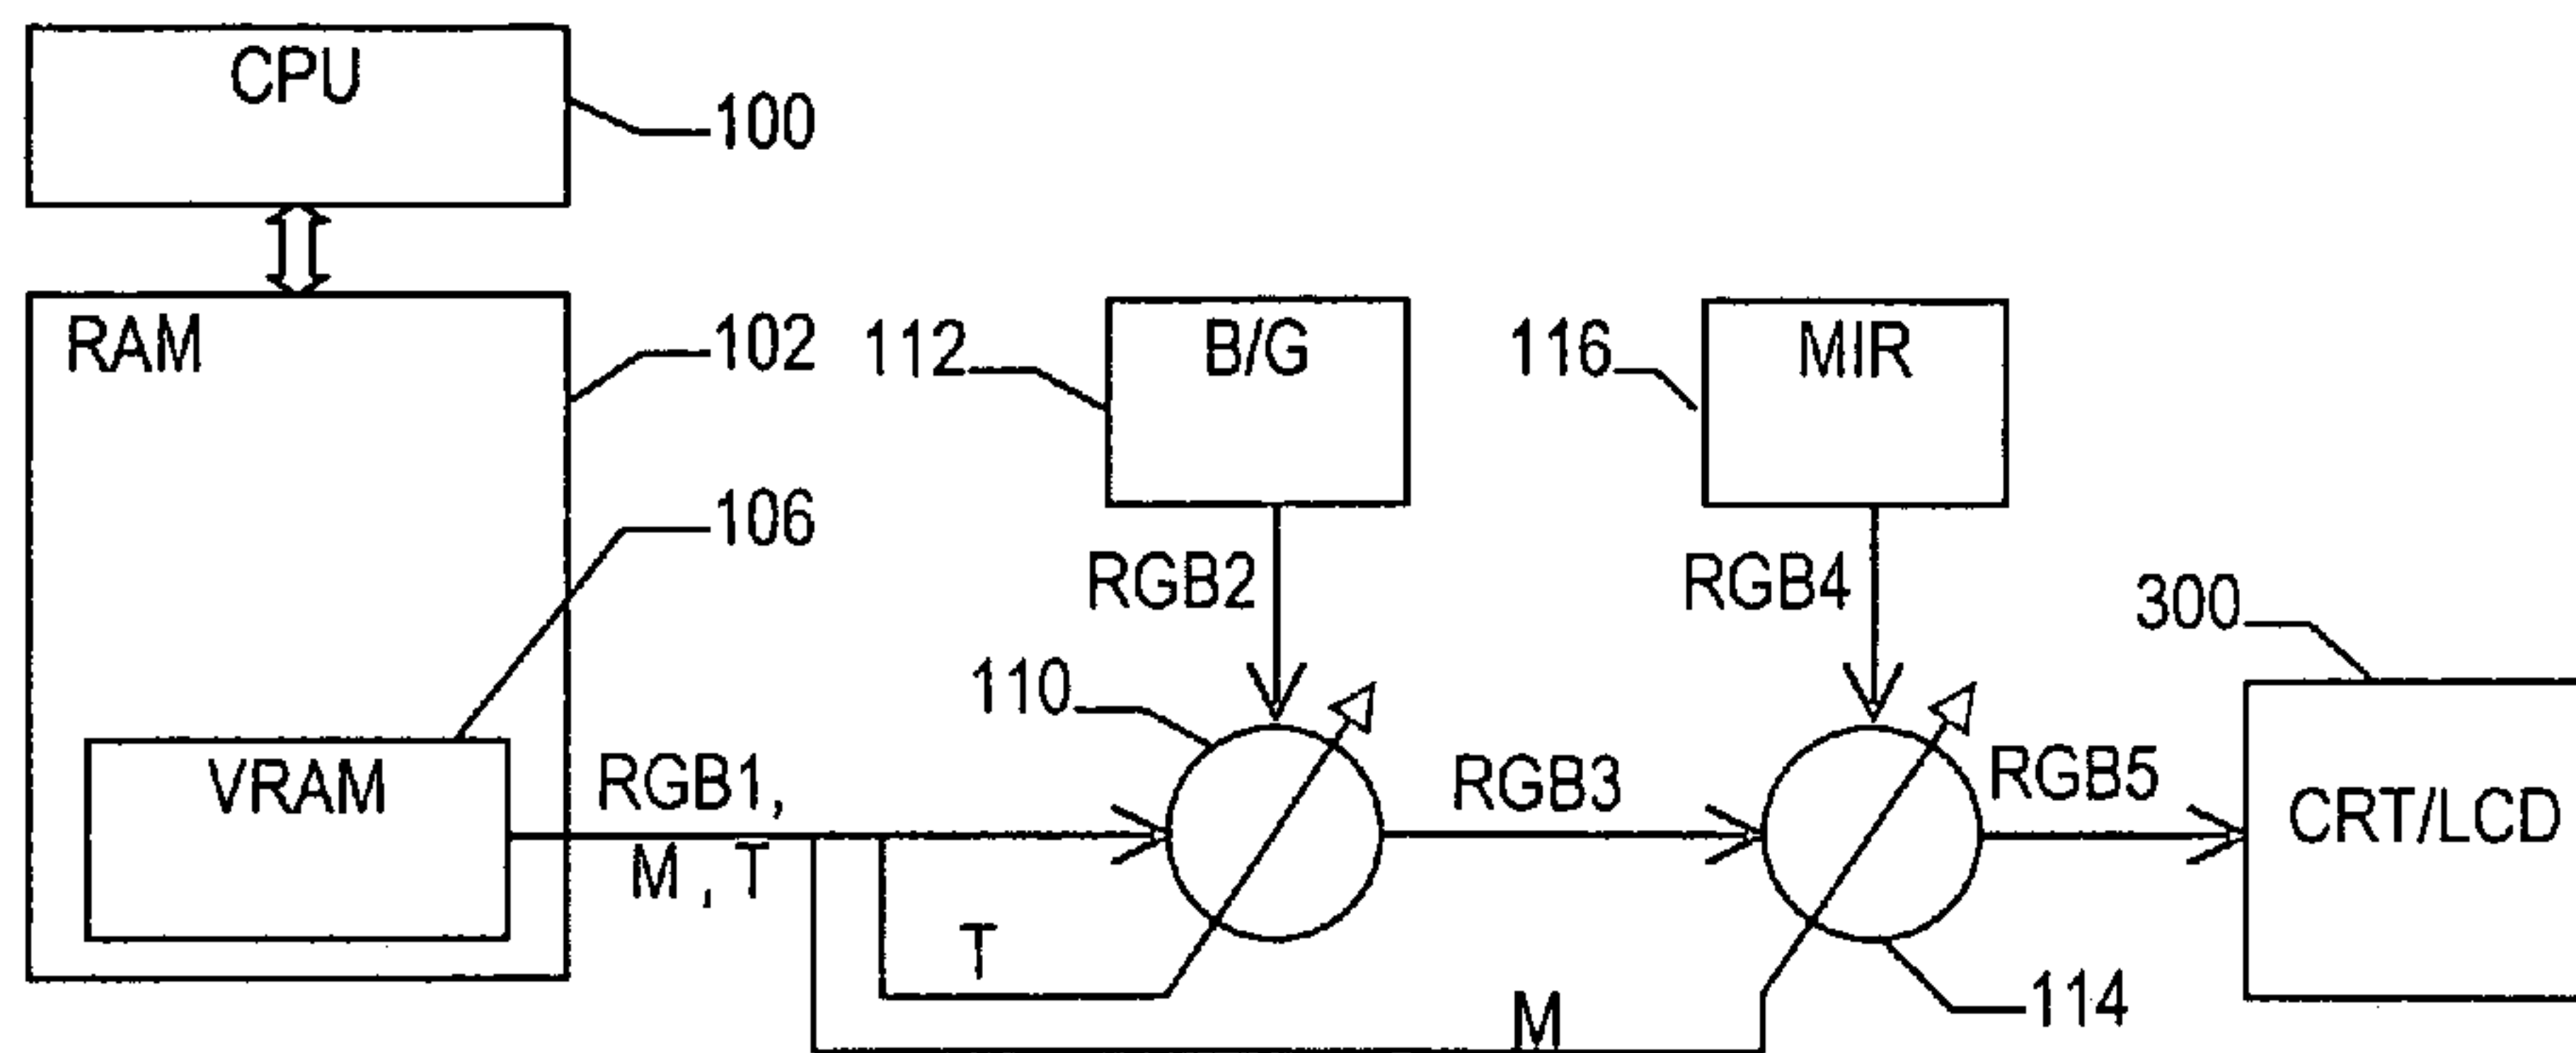 CPU
100
RAM
102
112
B/G
116
MIR
106
RGB2
RGB4
300
110
VRAM
RGB1,
M , T
RGB3
RGB5
CRT/LCD
T
M
114